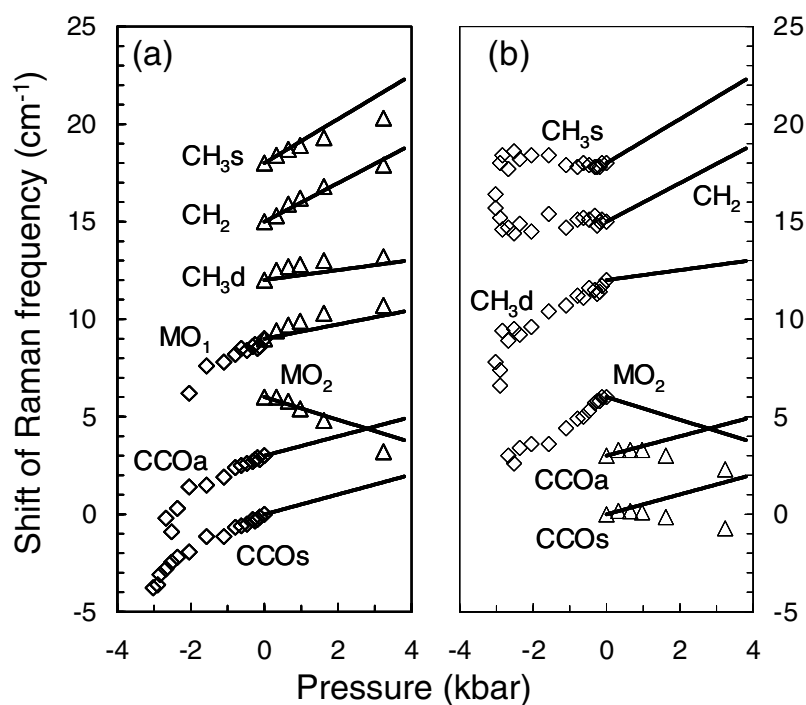 25
20
15
10
5
0
-5
Shift of Raman frequency (cm⁻¹)
(a)
CH₃s
CH₂
CH₃d
MO₁
MO₂
CCOa
CCOs
-4 -2 0 2 4
(b)
CH₃s
CH₂
CH₃d
MO₂
CCOa
CCOs
-4 -2 0 2 4
25
20
15
10
5
0
-5
Pressure (kbar)